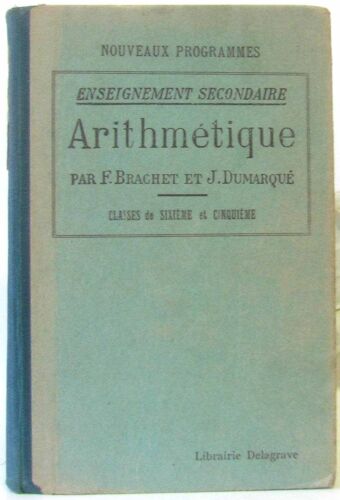 NOUVEAUX PROGRAMMES
ENSEIGNEMENT SECONDAIRE
Arithmétique
PAR F. BRACHET ET J. DUMARQUÉ
CLASSES de SIXIÈME et CINQUIÈME
Librairie Delagrave